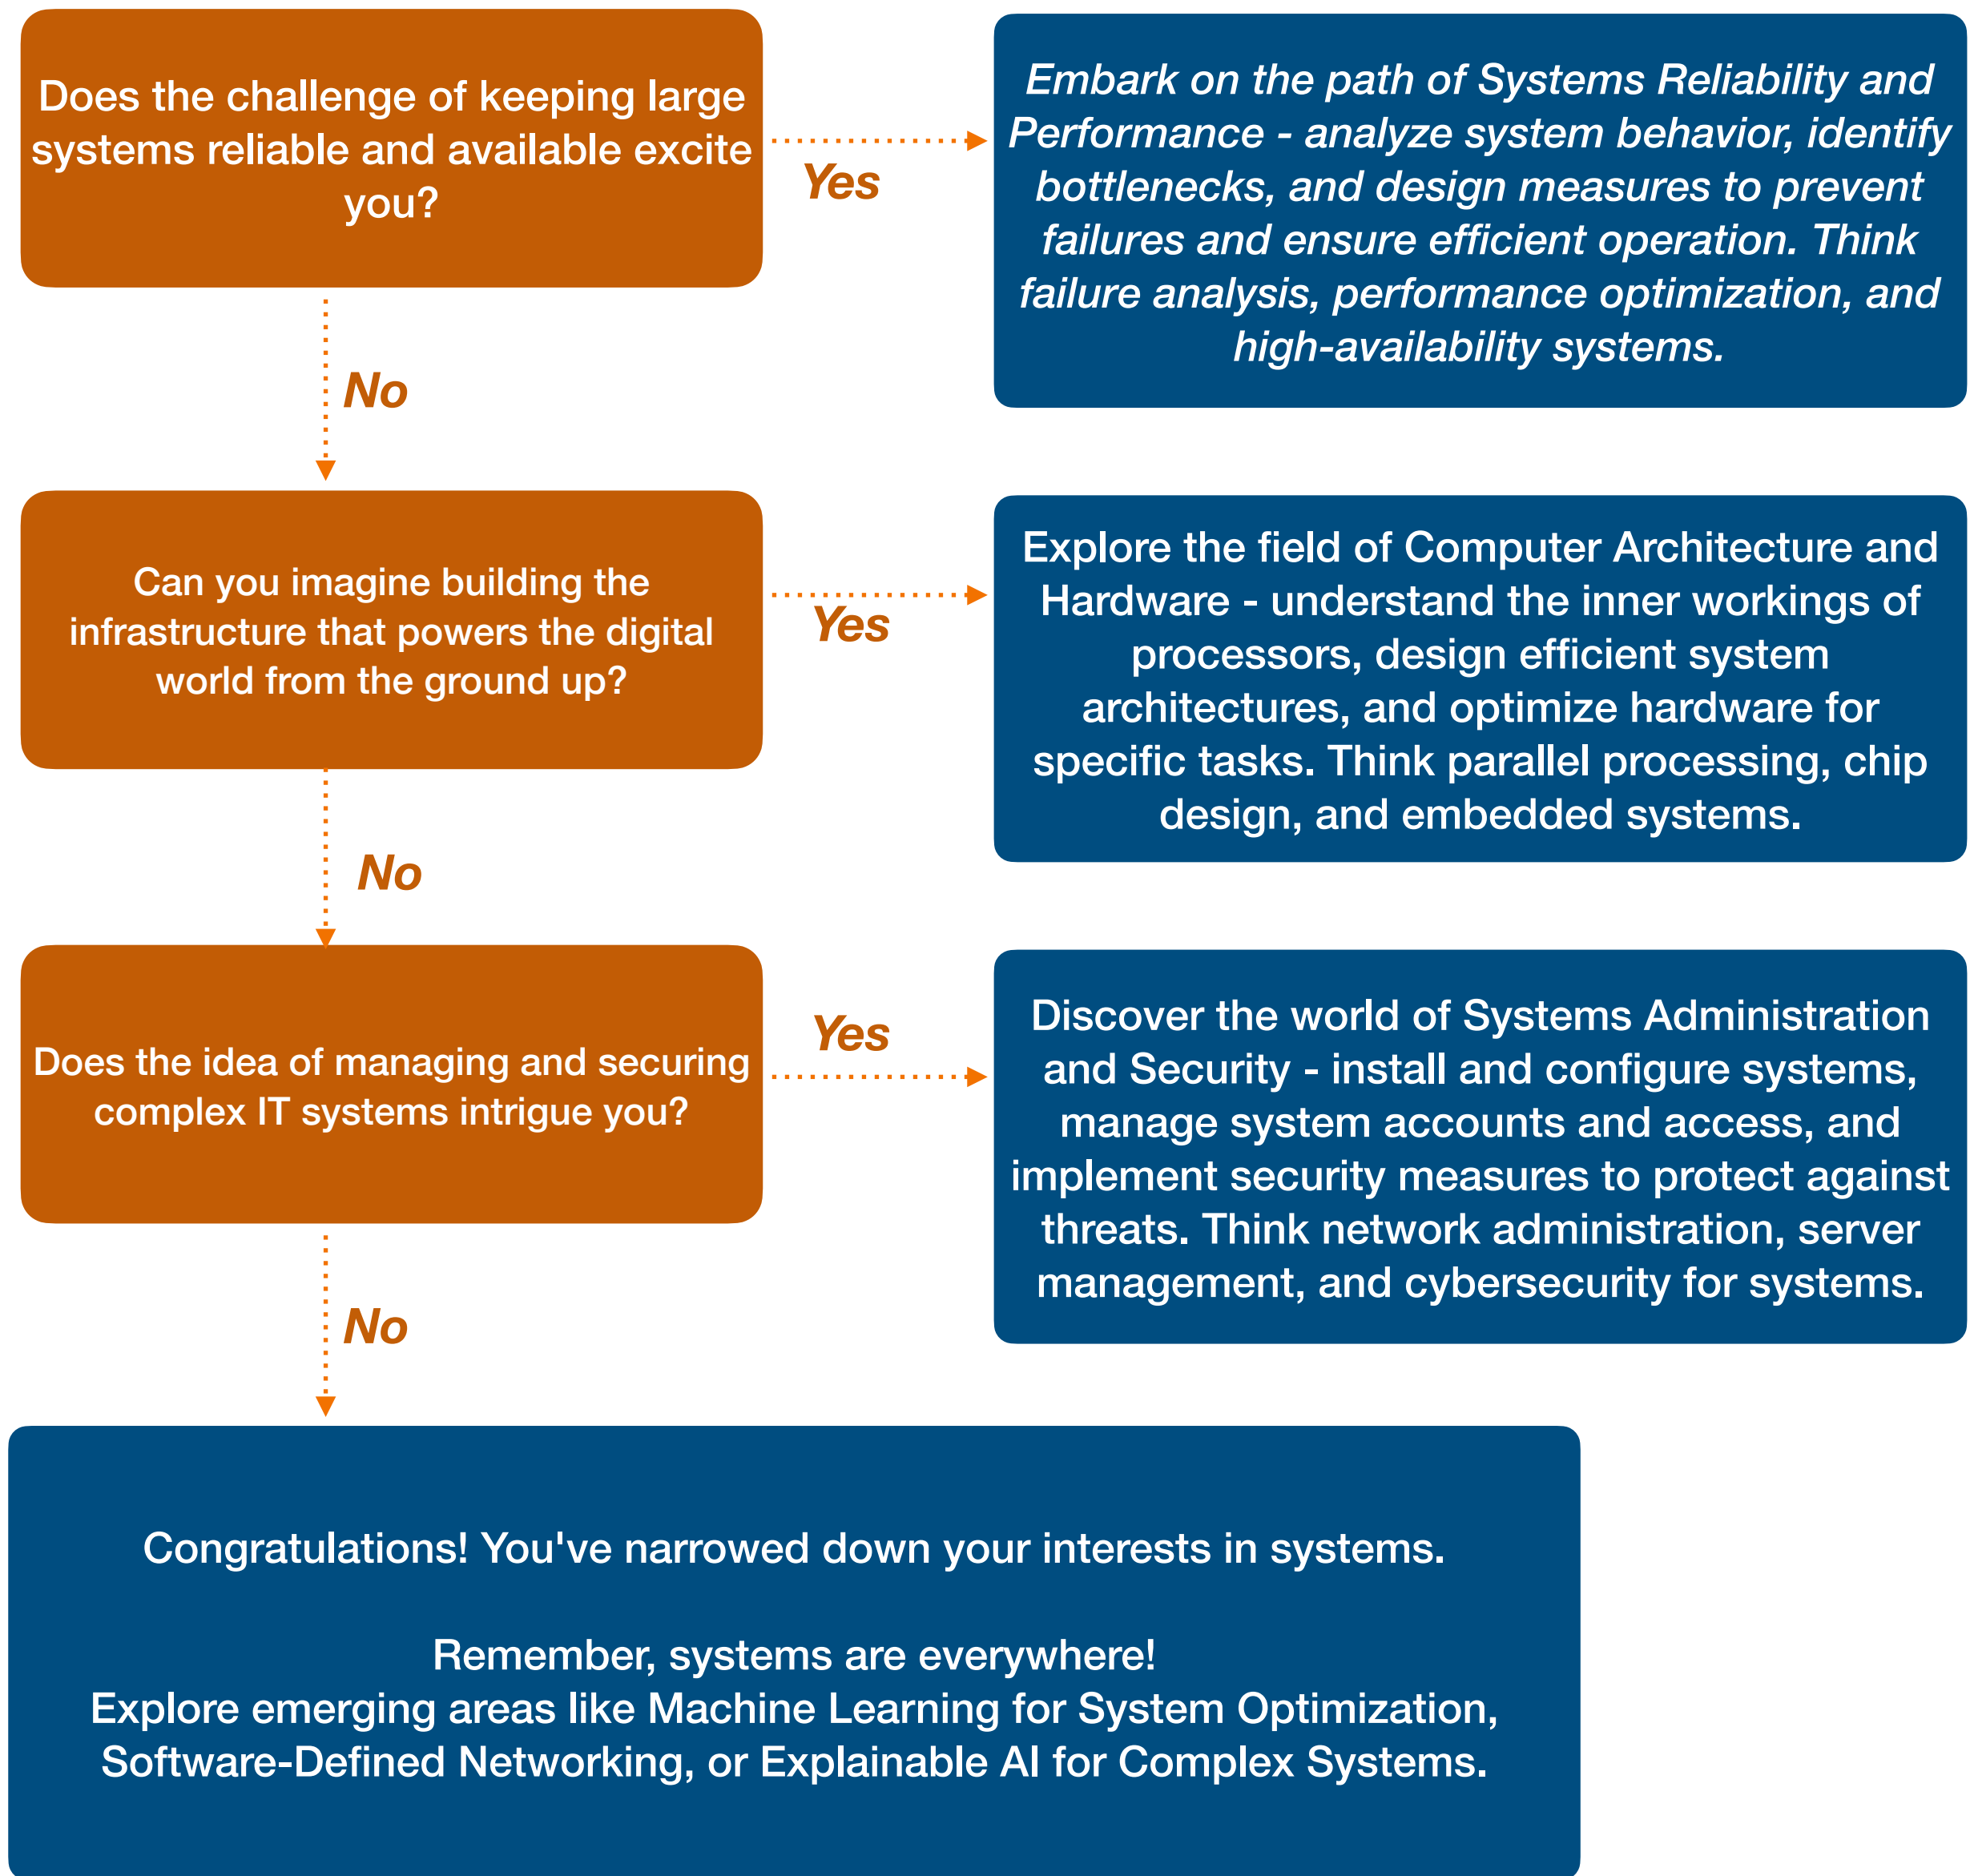 Does the challenge of keeping large
systems reliable and available excite
you?
Yes
Embark on the path of Systems Reliability and
Performance - analyze system behavior, identify
bottlenecks, and design measures to prevent
failures and ensure efficient operation. Think
failure analysis, performance optimization, and
high-availability systems.
No
Can you imagine building the
infrastructure that powers the digital
world from the ground up?
Yes
Explore the field of Computer Architecture and
Hardware - understand the inner workings of
processors, design efficient system
architectures, and optimize hardware for
specific tasks. Think parallel processing, chip
design, and embedded systems.
No
Does the idea of managing and securing
complex IT systems intrigue you?
Yes
Discover the world of Systems Administration
and Security - install and configure systems,
manage system accounts and access, and
implement security measures to protect against
threats. Think network administration, server
management, and cybersecurity for systems.
No
Congratulations! You've narrowed down your interests in systems.
Remember, systems are everywhere!
Explore emerging areas like Machine Learning for System Optimization,
Software-Defined Networking, or Explainable AI for Complex Systems.